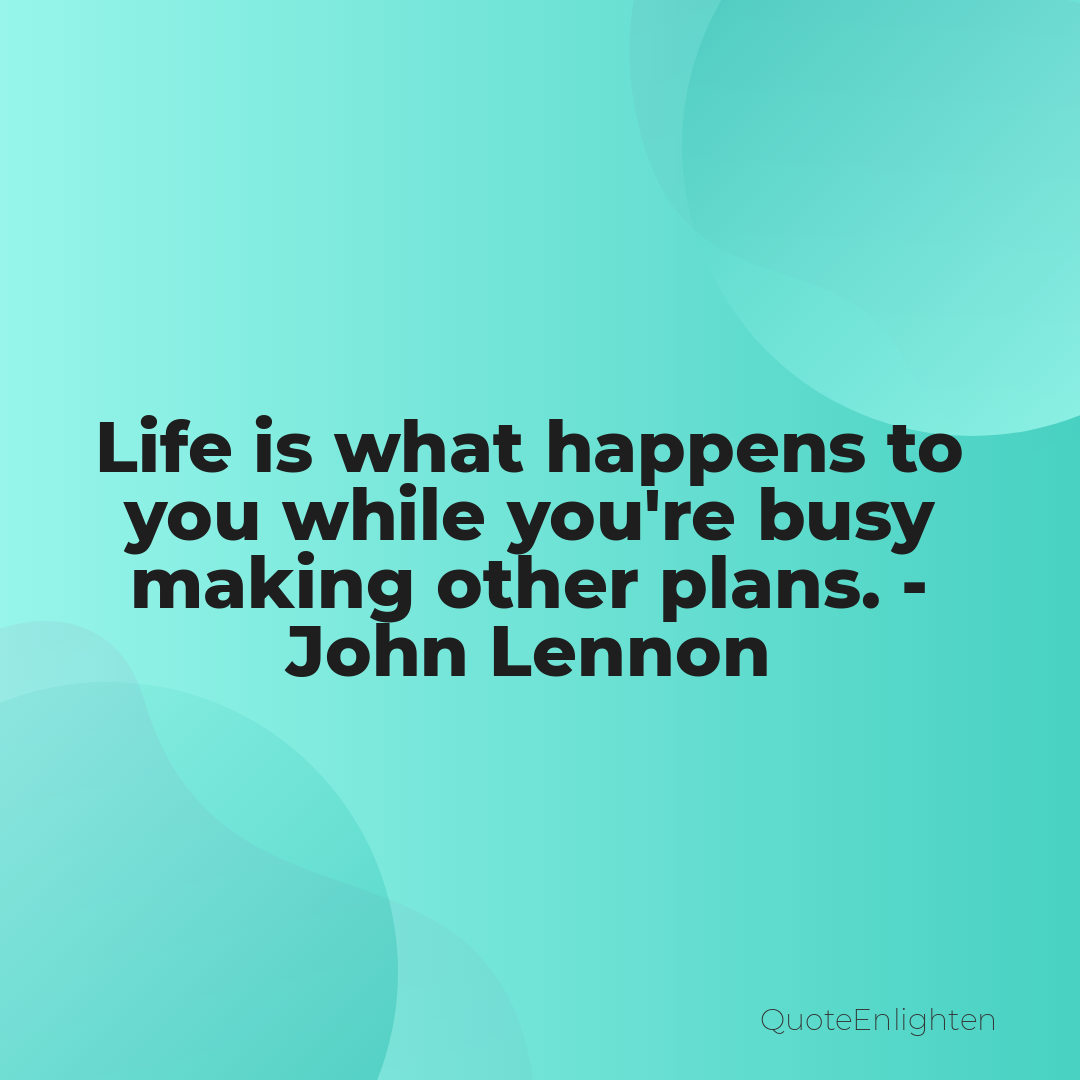 Life is what happens to
you while you're busy
making other plans. -
John Lennon
QuoteEnlighten